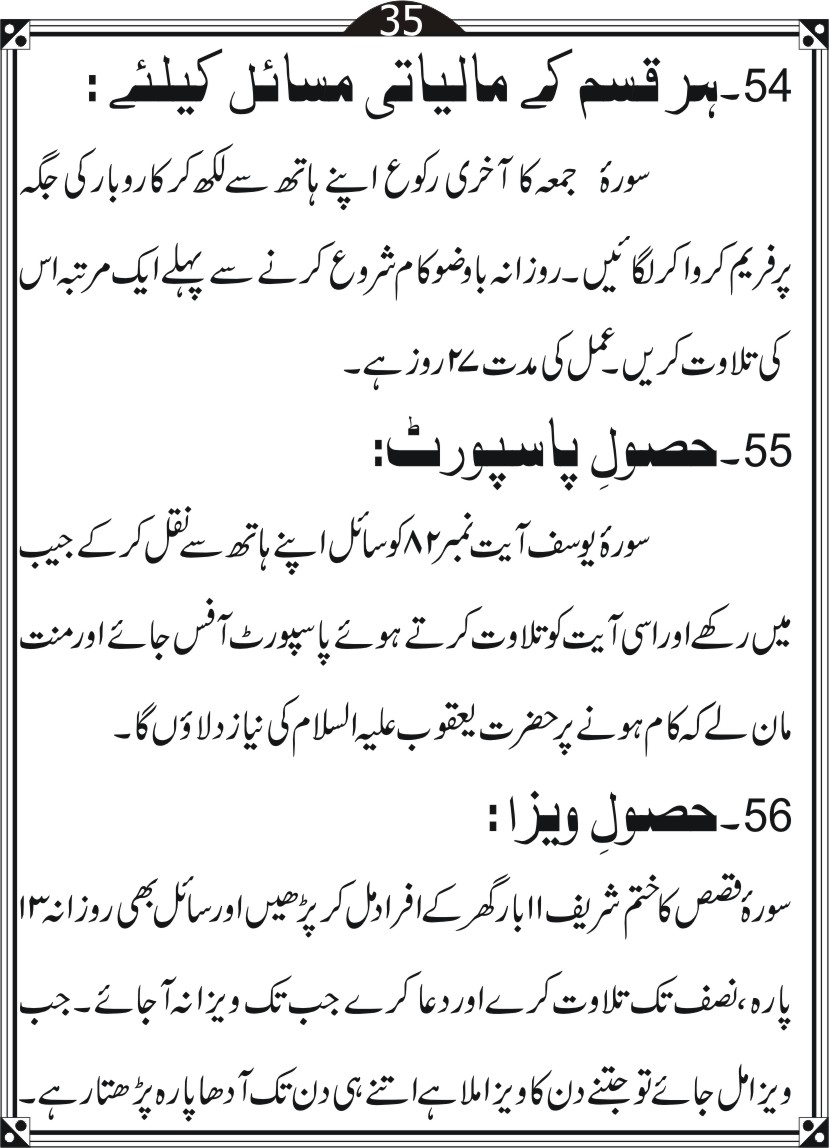 35
54۔ہر قسم کے مالیاتی مسائل کیلئے :
سورۂ جمعہ کا آخری رکوع اپنے ہاتھ سے لکھ کر کاروبار کی جگہ
پر فریم کروا کر لگائیں۔روزانہ باوضو کام شروع کرنے سے پہلے ایک مرتبہ اس
کی تلاوت کریں۔عمل کی مدت ۲۷ روز ہے۔
55۔حصولِ پاسپورٹ:
سورۂ یوسف آیت نمبر ۸۲ کو سائل اپنے ہاتھ سے نقل کر کے جیب
میں رکھے اور اسی آیت کو تلاوت کرتے ہوئے پاسپورٹ آفس جائے اور منت
مان لے کہ کام ہونے پر حضرت یعقوب علیہ السلام کی نیاز دلاؤں گا۔
56۔حصولِ ویزا :
سورۂ قصص کا ختم شریف ۱۱ بار گھر کے افراد مل کر پڑھیں اور سائل بھی روزانہ ۱۳
پارہ ،نصف تک تلاوت کرے اور دعا کرے جب تک ویزا نہ آ جائے۔ جب
ویزا مل جائے تو جتنے دن کا ویزا ملا ہے اتنے ہی دن تک آدھا پارہ پڑھتا رہے۔